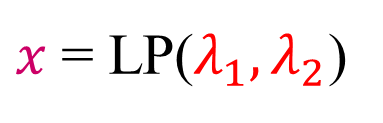 x = LP(λ₁, λ₂)